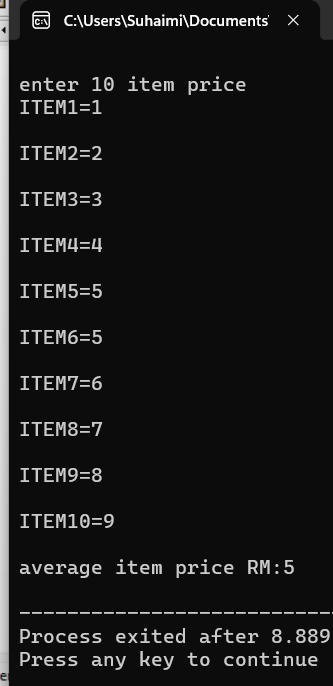 C:\Users\Suhaimi\Documents\
enter 10 item price
ITEM1=1
ITEM2=2
ITEM3=3
ITEM4=4
ITEM5=5
ITEM6=5
ITEM7=6
ITEM8=7
ITEM9=8
ITEM10=9
average item price RM:5
--------------------------
Process exited after 8.889
Press any key to continue